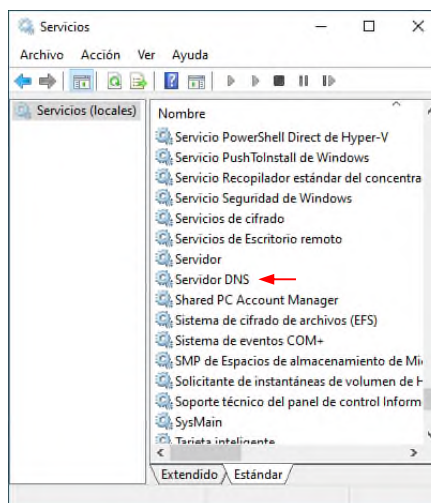 Servicios
Archivo Acción Ver Ayuda
Servicios (locales)
Nombre
Servicio PowerShell Direct de Hyper-V
Servicio PushToInstall de Windows
Servicio Recopilador estándar del concentra
Servicio Seguridad de Windows
Servicios de cifrado
Servicios de Escritorio remoto
Servidor
Servidor DNS
Shared PC Account Manager
Sistema de cifrado de archivos (EFS)
Sistema de eventos COM+
SMP de Espacios de almacenamiento de Mi
Solicitante de instantáneas de volumen de H
Soporte técnico del panel de control Inform
SysMain
Tarjeta inteligente
Extendido Estándar